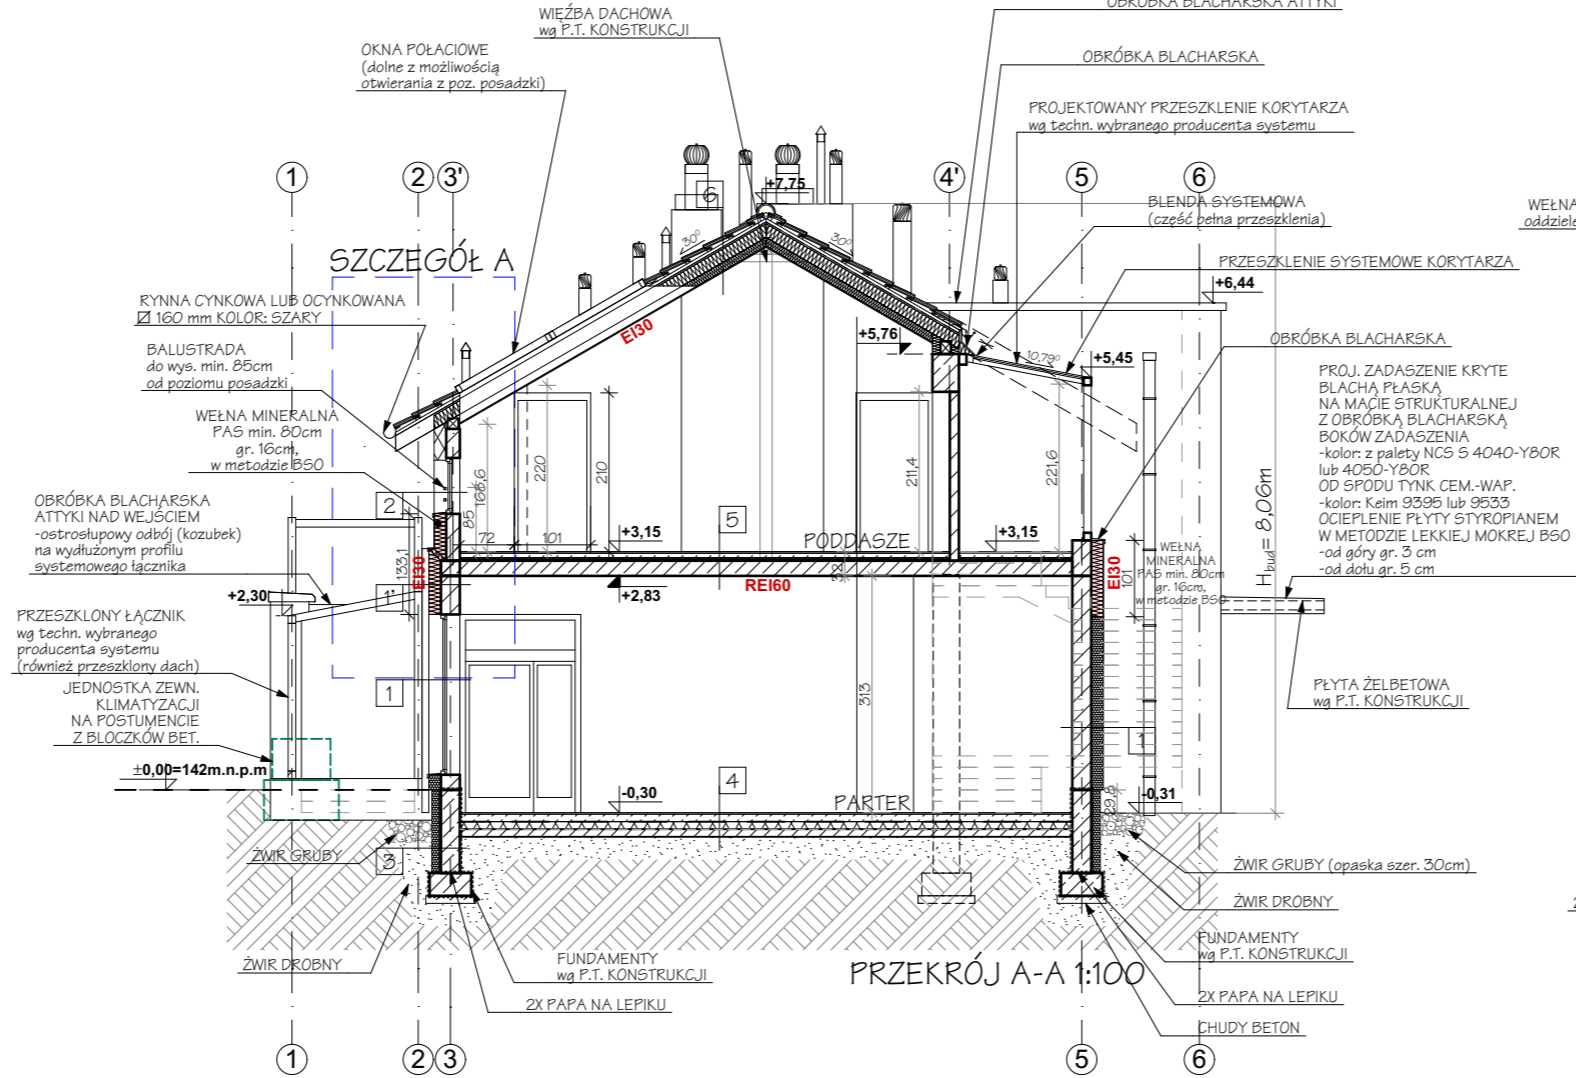 WIĘŹBA DACHOWA
wg P.T. KONSTRUKCJI
OBRÓBKA BLACHARSKA ATTYKI
OKNA POŁACIOWE
(dolne z możliwością
otwierania z poz. posadzki)
OBRÓBKA BLACHARSKA
PROJEKTOWANY PRZESZKLENIE KORYTARZA
wg techn. wybranego producenta systemu
1
2
3'
4'
5
6
6
+7,75
BLENDA SYSTEMOWA
(część pełna przeszklenia)
WEŁNA
oddziele
SZCZEGÓŁ A
30°
30°
PRZESZKLENIE SYSTEMOWE KORYTARZA
+6,44
RYNNA CYNKOWA LUB OCYNKOWANA
160 mm KOLOR: SZARY
EI30
+5,76
10,79°
+5,45
OBRÓBKA BLACHARSKA
BALUSTRADA
do wys. min. 85cm
od poziomu posadzki
PROJ. ZADASZENIE KRYTE
BLACHĄ PŁASKĄ
NA MACIE STRUKTURALNEJ
Z OBRÓBKĄ BLACHARSKĄ
BOKÓW ZADASZENIA
-kolor: z palety NCS S 4040-Y80R
lub 4050-Y80R
OD SPODU TYNK CEM.-WAP.
-kolor: Keim 9395 lub 9533
OCIEPLENIE PŁYTY STYROPIANEM
W METODZIE LEKKIEJ MOKREJ BSO
-od góry gr. 3 cm
-od dołu gr. 5 cm
WEŁNA MINERALNA
PAS min. 80cm
gr. 16cm,
w metodzie BSO
166,6
85
220
210
211,4
221,6
H bud= 8,06m
OBRÓBKA BLACHARSKA
ATTYKI NAD WEJŚCIEM
-ostrosłupowy odbój (kozubek)
na wydłużonym profilu
systemowego łącznika
2
5
72
101
+3,15
PODDASZE
+3,15
133,1
EI30
1'
32
+2,83
REI60
EI30
101
WEŁNA
MINERALNA
PAS min. 80cm
gr. 16cm,
w metodzie BSO
+2,30
PRZESZKLONY ŁĄCZNIK
wg techn. wybranego
producenta systemu
(również przeszklony dach)
1
313
PŁYTA ŻELBETOWA
wg P.T. KONSTRUKCJI
JEDNOSTKA ZEWN.
KLIMATYZACJI
NA POSTUMENCIE
Z BLOCZKÓW BET.
1
±0,00=142m.n.p.m
-0,30
4
PARTER
29,8
-0,31
ŻWIR GRUBY
3
ŻWIR GRUBY (opaska szer. 30cm)
ŻWIR DROBNY
ŻWIR DROBNY
FUNDAMENTY
wg P.T. KONSTRUKCJI
2X PAPA NA LEPIKU
PRZEKRÓJ A-A 1:100
FUNDAMENTY
wg P.T. KONSTRUKCJI
2X PAPA NA LEPIKU
CHUDY BETON
1
2
3
5
6